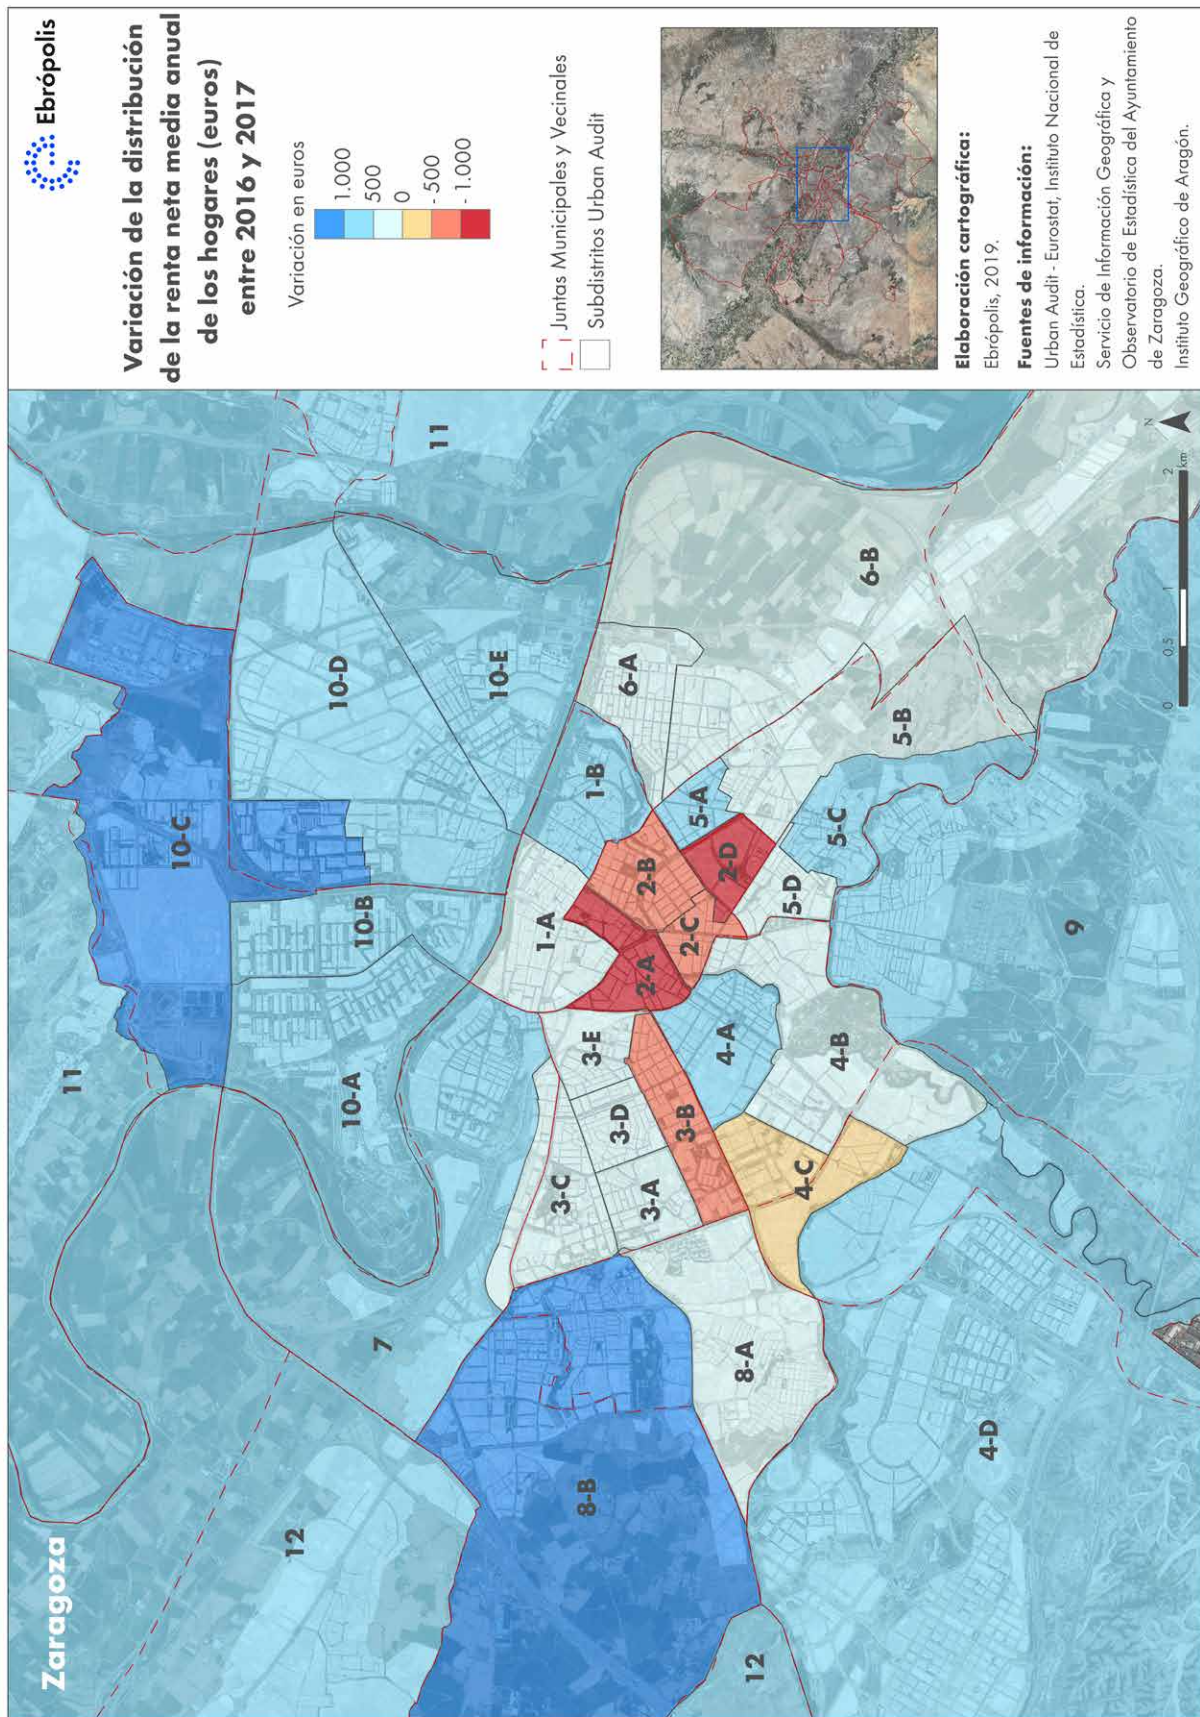 Zaragoza
Ebrópolis
Variación de la distribución
de la renta neta media anual
de los hogares (euros)
entre 2016 y 2017
Variación en euros
1.000
500
0
- 500
- 1.000
Juntas Municipales y Vecinales
Subdistritos Urban Audit
Elaboración cartográfica:
Ebrópolis, 2019.
Fuentes de información:
Urban Audit - Eurostat, Instituto Nacional de
Estadística.
Servicio de Información Geográfica y
Observatorio de Estadística del Ayuntamiento
de Zaragoza.
Instituto Geográfico de Aragón.
11
11
12
12
7
9
10-C
10-D
10-B
10-E
10-A
1-A
1-B
6-A
6-B
5-B
5-A
5-C
5-D
2-B
2-D
2-C
2-A
3-E
3-D
3-C
3-A
3-B
4-A
4-B
4-C
4-D
8-A
8-B
N
0
0.5
1
2
km